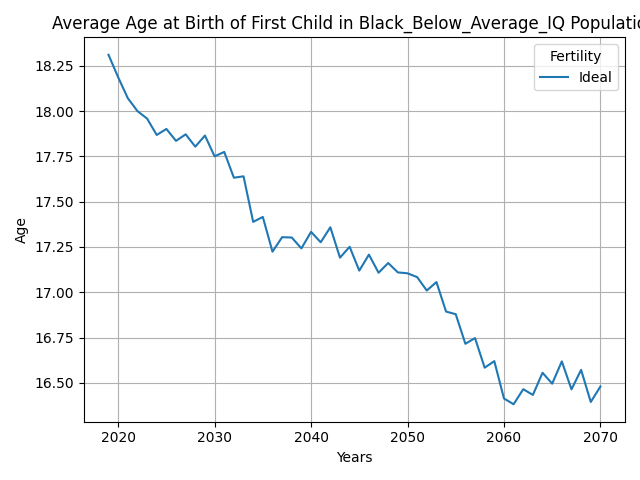 Average Age at Birth of First Child in Black_Below_Average_IQ Populatio
Fertility
Ideal
18.25
18.00
17.75
17.50
17.25
17.00
16.75
16.50
Age
2020 2030 2040 2050 2060 2070
Years